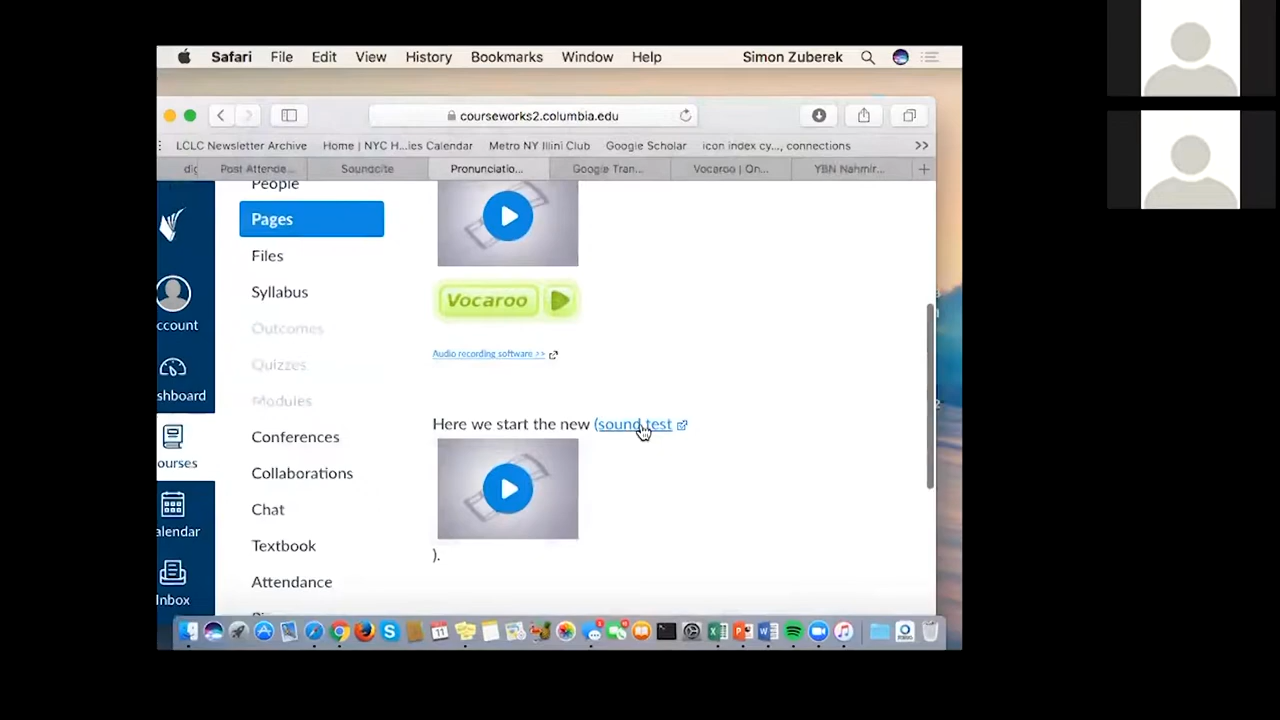 Safari File Edit View History Bookmarks Window Help Simon Zuberek
courseworks2.columbia.edu
LCLC Newsletter Archive Home | NYC H...ies Calendar Metro NY Illini Club Google Scholar icon index cy..., connections >>
Post Attende... Soundcite Pronunciatio... Google Tran... Vocaroo | On... YBN Nahmir...
People
Pages
Files
Syllabus
Outcomes
Quizzes
Modules
Conferences
Collaborations
Chat
Textbook
Attendance
ccount
shboard
ourses
alendar
Inbox
Vocaroo
Audio recording software >>
Here we start the new (sound test
).